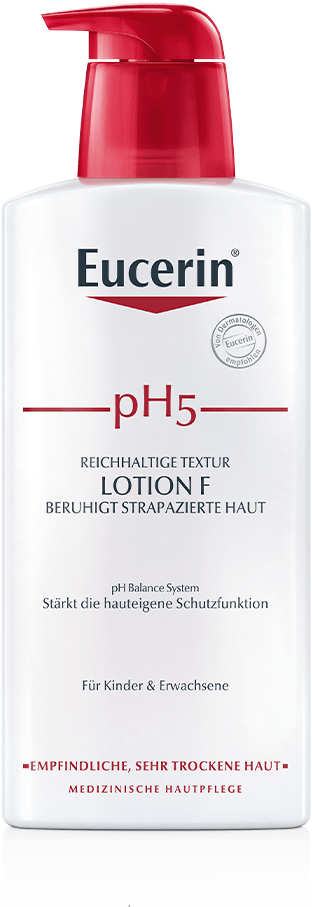 Eucerin®
Von Dermatologen
Eucerin
empfohlen
pH5
REICHHALTIGE TEXTUR
LOTION F
BERUHIGT STRAPAZIERTE HAUT
pH Balance System
Stärkt die hauteigene Schutzfunktion
Für Kinder & Erwachsene
EMPFINDLICHE, SEHR TROCKENE HAUT
MEDIZINISCHE HAUTPFLEGE